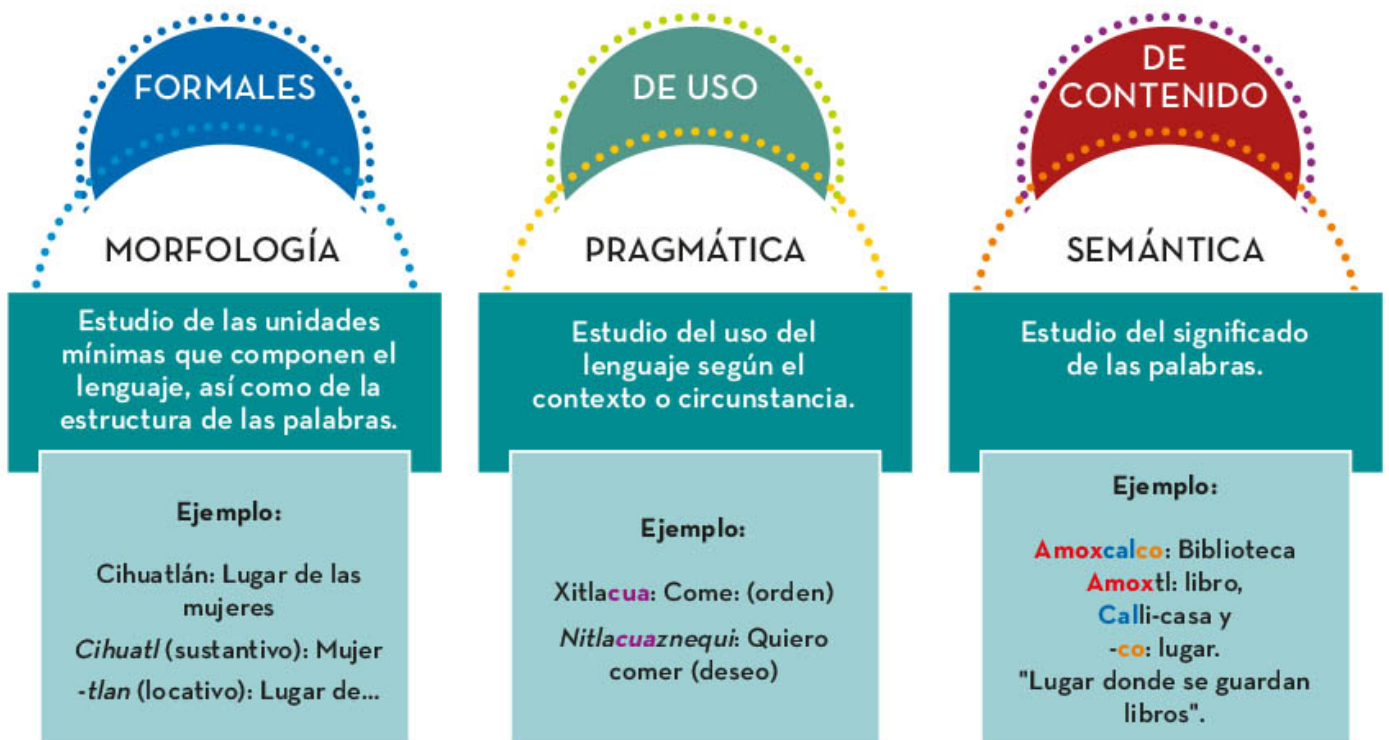 FORMALES
MORFOLOGÍA
Estudio de las unidades
mínimas que componen el
lenguaje, así como de la
estructura de las palabras.
Ejemplo:
Cihuatlán: Lugar de las
mujeres
Cihuatl (sustantivo): Mujer
-tlan (locativo): Lugar de...
DE USO
PRAGMÁTICA
Estudio del uso del
lenguaje según el
contexto o circunstancia.
Ejemplo:
Xitlacua: Come: (orden)
Nitlacuaznequi: Quiero
comer (deseo)
DE
CONTENIDO
SEMÁNTICA
Estudio del significado
de las palabras.
Ejemplo:
Amoxcalco: Biblioteca
Amoxtl: libro,
Calli-casa y
-co: lugar.
"Lugar donde se guardan
libros".